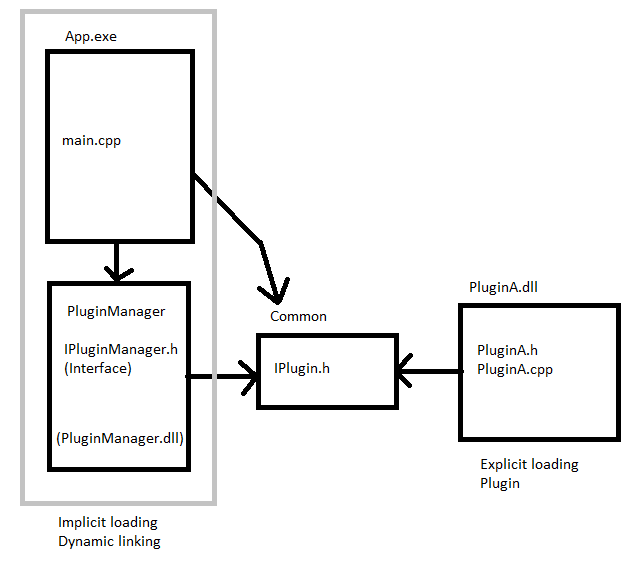 App.exe
main.cpp
PluginManager
IPluginManager.h
(Interface)
(PluginManager.dll)
Implicit loading
Dynamic linking
Common
IPlugin.h
PluginA.dll
PluginA.h
PluginA.cpp
Explicit loading
Plugin